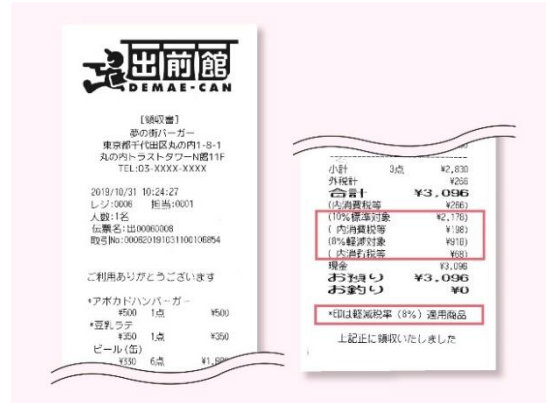 出前館
DEMAE-CAN
[領収書]
夢の街バーガー
東京都千代田区丸の内1-8-1
丸の内トラストタワーN館11F
TEL:03-XXXX-XXXX
2019/10/31 10:24:27
レジ:0006 担当:0001
人数:1名
伝票名:出00060008
取引No:000620191031100106854
ご利用ありがとうございます
*アボカドハンバーガー
¥500 1点 ¥500
*豆乳ラテ
¥350 1点 ¥350
ビール(缶)
¥330 6点
小計 3点 ¥2,830
外税計 ¥266
合計 ¥3,096
(内消費税等 ¥266)
(10%標準対象 ¥2,178)
( 内消費税等 ¥198)
(8%軽減対象 ¥918)
( 内消費税等 ¥68)
現金 ¥3,096
お預り ¥3,096
お釣り ¥0
*印は軽減税率(8%)適用商品
上記正に領収いたしました